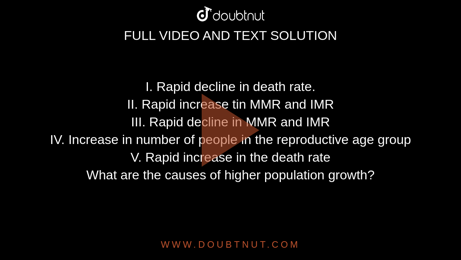 doubtnut
FULL VIDEO AND TEXT SOLUTION
I. Rapid decline in death rate.
II. Rapid increase tin MMR and IMR
III. Rapid decline in MMR and IMR
IV. Increase in number of people in the reproductive age group
V. Rapid increase in the death rate
What are the causes of higher population growth?
WWW.DOUBTNUT.COM